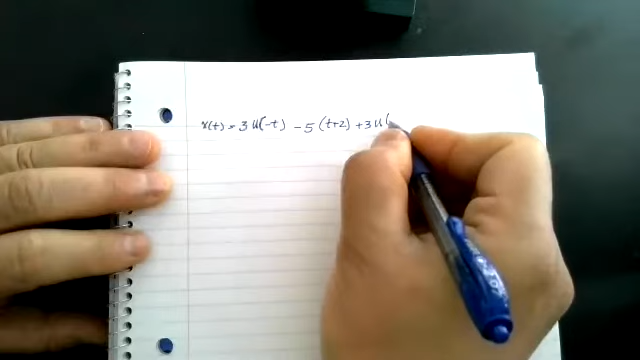 x(t) = 3 u(-t) - 5 (t+2) + 3 u(